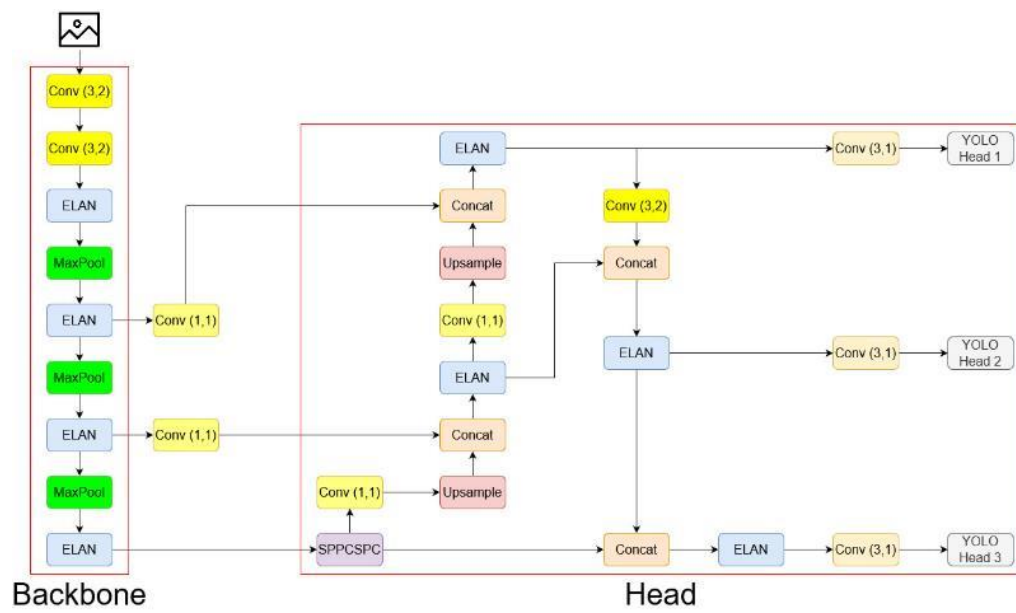 Conv (3,2)
Conv (3,2)
ELAN
MaxPool
ELAN
Conv (1,1)
MaxPool
ELAN
Conv (1,1)
MaxPool
ELAN
Backbone
ELAN
Conv (3,1)
YOLO
Head 1
Concat
Conv (3,2)
Upsample
Concat
Conv (1,1)
ELAN
ELAN
Conv (3,1)
YOLO
Head 2
Concat
Conv (1,1)
Upsample
SPPCSPC
Concat
ELAN
Conv (3,1)
YOLO
Head 3
Head